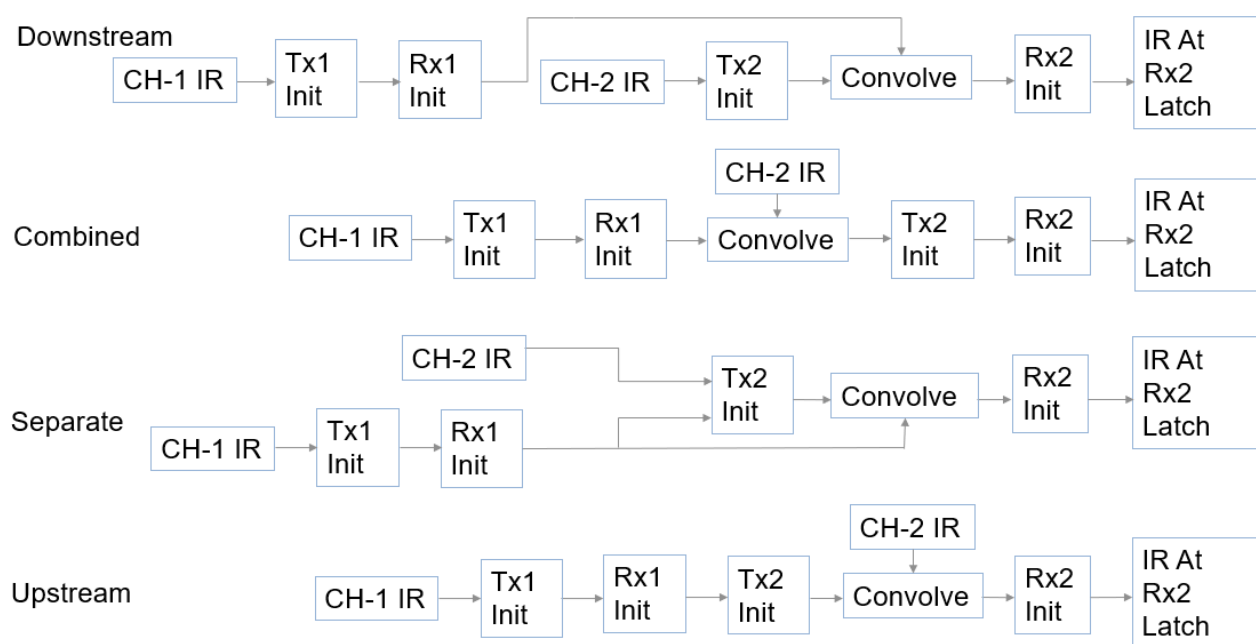 Downstream
CH-1 IR
Tx1
Init
Rx1
Init
CH-2 IR
Tx2
Init
Convolve
Rx2
Init
IR At
Rx2
Latch
Combined
CH-1 IR
Tx1
Init
Rx1
Init
CH-2 IR
Convolve
Tx2
Init
Rx2
Init
IR At
Rx2
Latch
Separate
CH-2 IR
CH-1 IR
Tx1
Init
Rx1
Init
Tx2
Init
Convolve
Rx2
Init
IR At
Rx2
Latch
Upstream
CH-1 IR
Tx1
Init
Rx1
Init
Tx2
Init
CH-2 IR
Convolve
Rx2
Init
IR At
Rx2
Latch